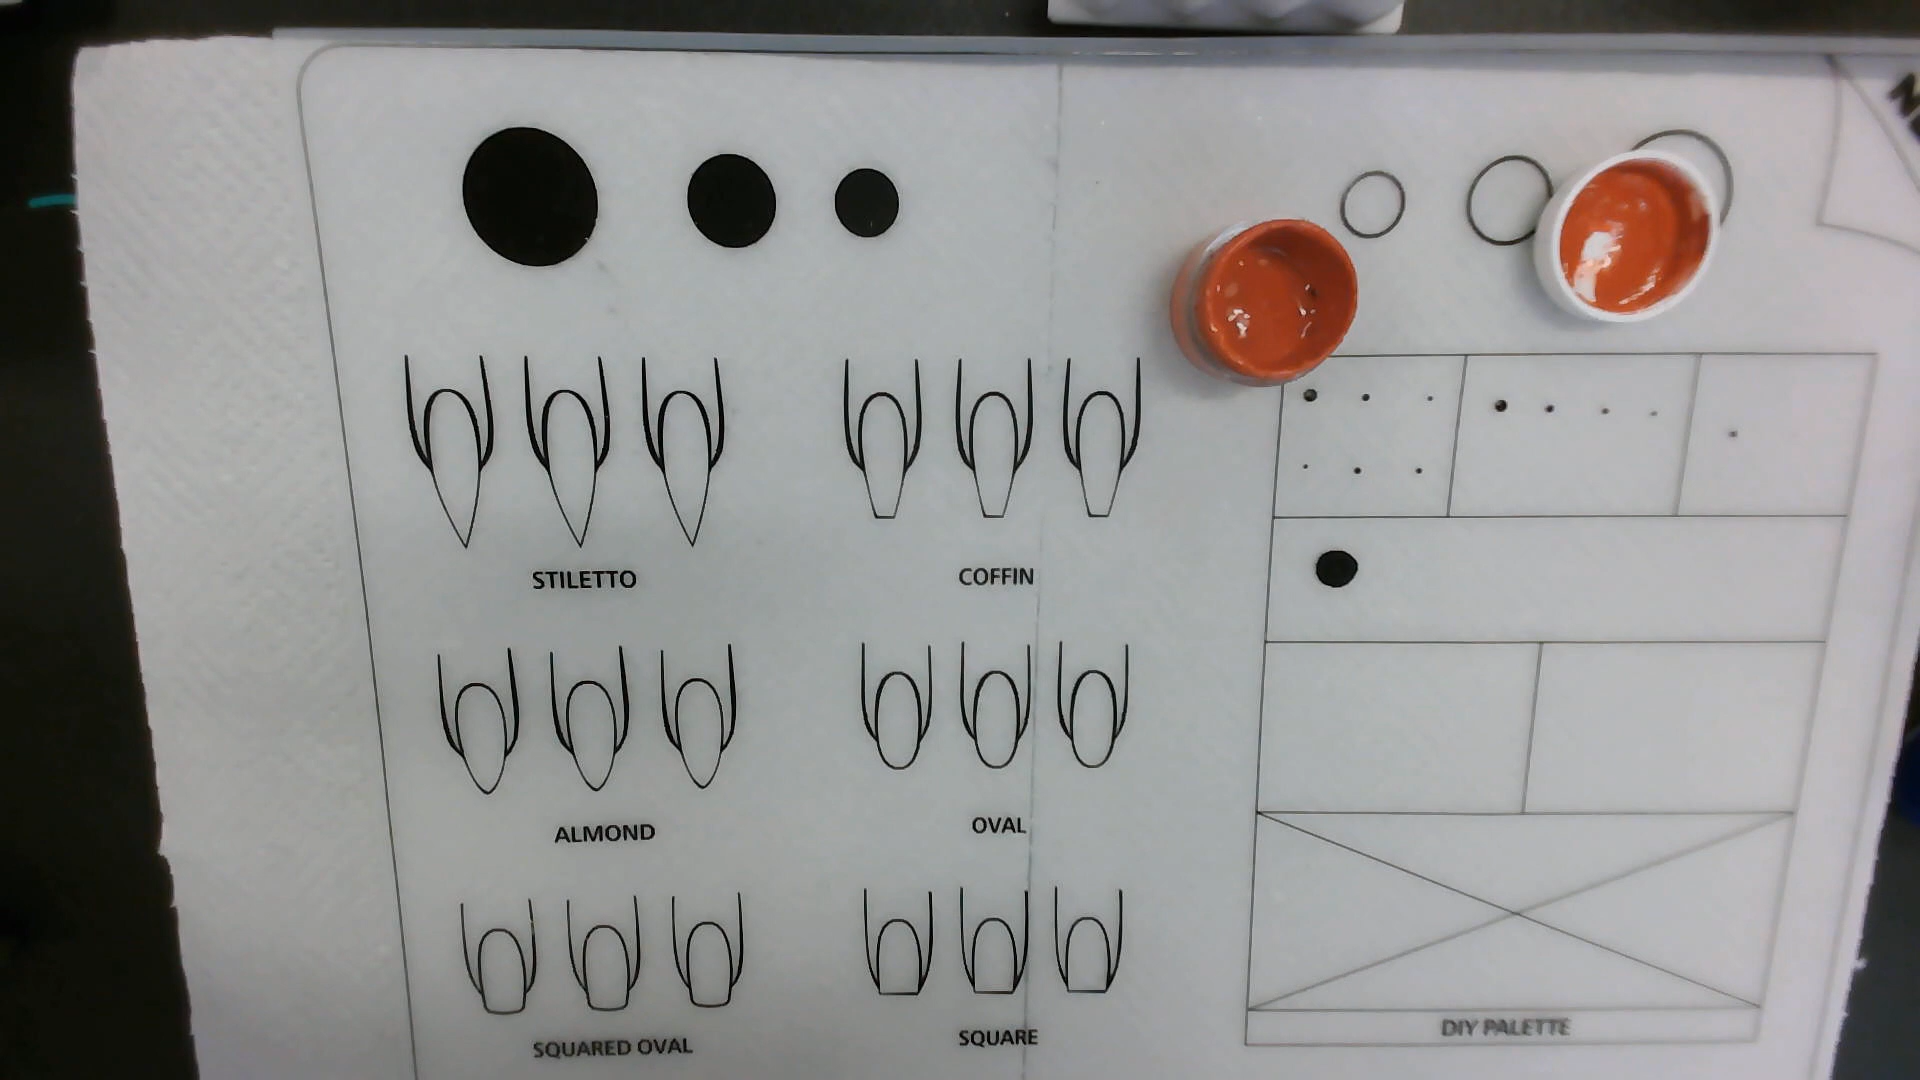 STILETTO
COFFIN
ALMOND
OVAL
SQUARED OVAL
SQUARE
DIY PALETTE